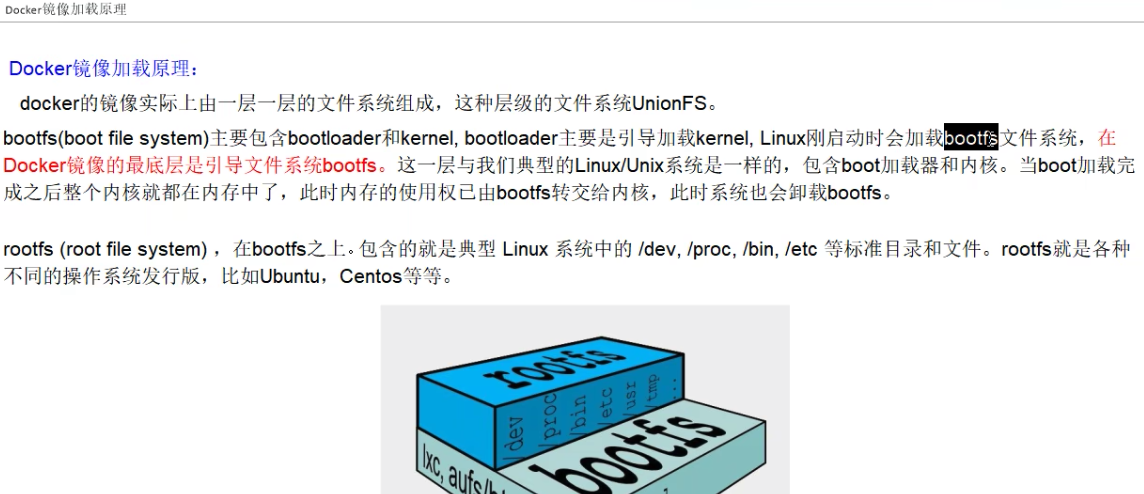 Docker镜像加载原理
Docker镜像加载原理：
docker的镜像实际上由一层一层的文件系统组成，这种层级的文件系统UnionFS。
bootfs(boot file system)主要包含bootloader和kernel, bootloader主要是引导加载kernel, Linux刚启动时会加载bootfs文件系统，在
Docker镜像的最底层是引导文件系统bootfs。这一层与我们典型的Linux/Unix系统是一样的，包含boot加载器和内核。当boot加载完
成之后整个内核就都在内存中了，此时内存的使用权已由bootfs转交给内核，此时系统也会卸载bootfs。
rootfs (root file system) ，在bootfs之上。包含的就是典型 Linux 系统中的 /dev, /proc, /bin, /etc 等标准目录和文件。rootfs就是各种
不同的操作系统发行版，比如Ubuntu，Centos等等。
rootfs
/dev
/proc
/bin
/etc
/usr
/tmp
...
bootfs
lxc, aufs/